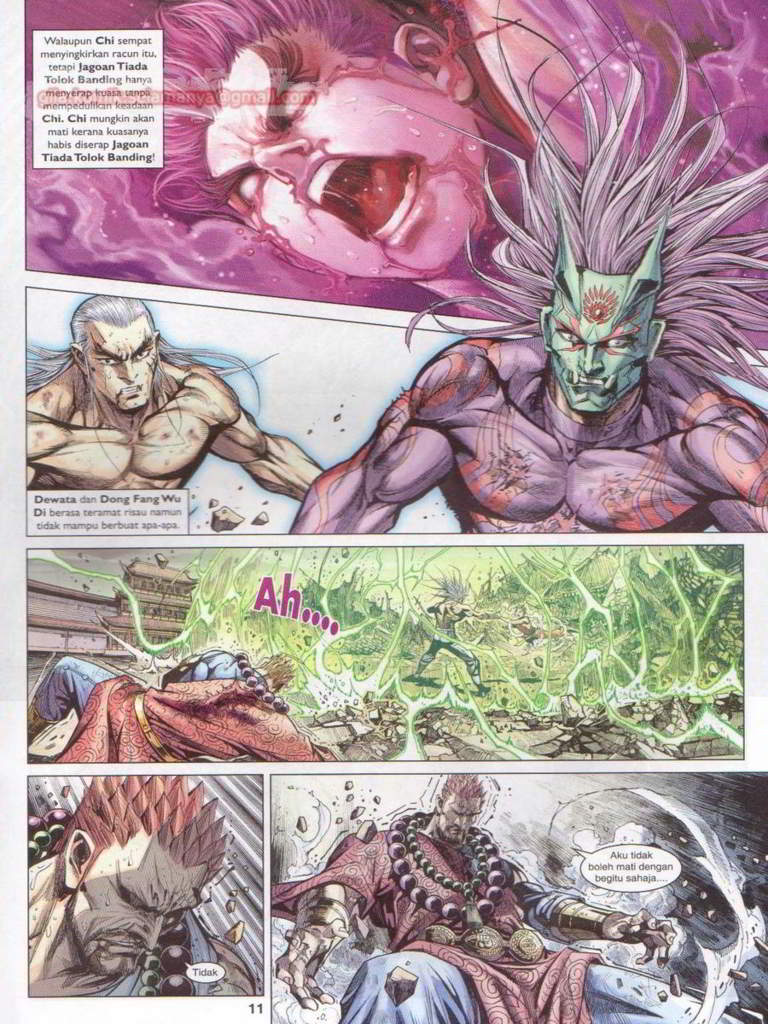 Walaupun Chi sempat
menyingkirkan racun itu,
tetapi Jagoan Tiada
Tolok Banding hanya
menyerap kuasa tanpa
mempedulikan keadaan
Chi. Chi mungkin akan
mati kerana kuasanya
habis diserap Jagoan
Tiada Tolok Banding!
Dewata dan Dong Fang Wu
Di berasa teramat risau namun
tidak mampu berbuat apa-apa.
Ah....
Tidak
Aku tidak
boleh mati dengan
begitu sahaja....
11